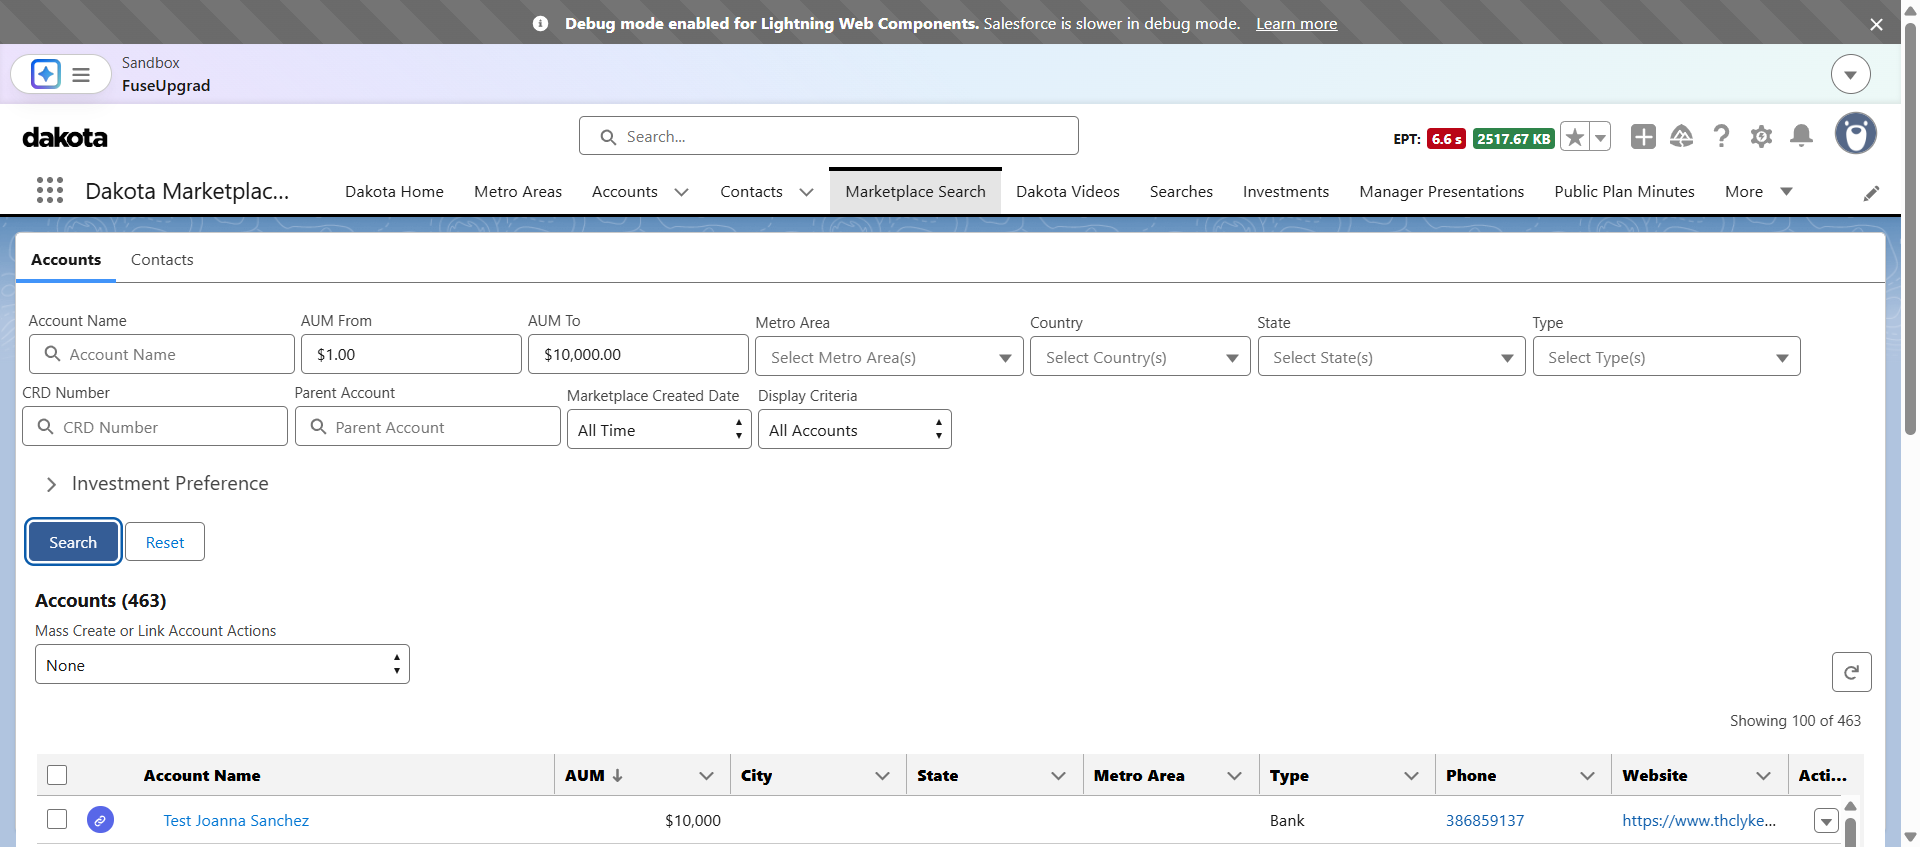 Debug mode enabled for Lightning Web Components. Salesforce is slower in debug mode. Learn more
Sandbox
FuseUpgrad
dakota
Search...
EPT: 6.6 s 2517.67 KB
Dakota Marketplac...
Dakota Home Metro Areas Accounts Contacts Marketplace Search Dakota Videos Searches Investments Manager Presentations Public Plan Minutes More
Accounts Contacts
Account Name AUM From AUM To Metro Area Country State Type
Account Name $1.00 $10,000.00 Select Metro Area(s) Select Country(s) Select State(s) Select Type(s)
CRD Number Parent Account Marketplace Created Date Display Criteria
CRD Number Parent Account All Time All Accounts
Investment Preference
Search Reset
Accounts (463)
Mass Create or Link Account Actions
None
Showing 100 of 463
Account Name AUM City State Metro Area Type Phone Website Acti...
Test Joanna Sanchez $10,000 Bank 386859137 https://www.thclyke...